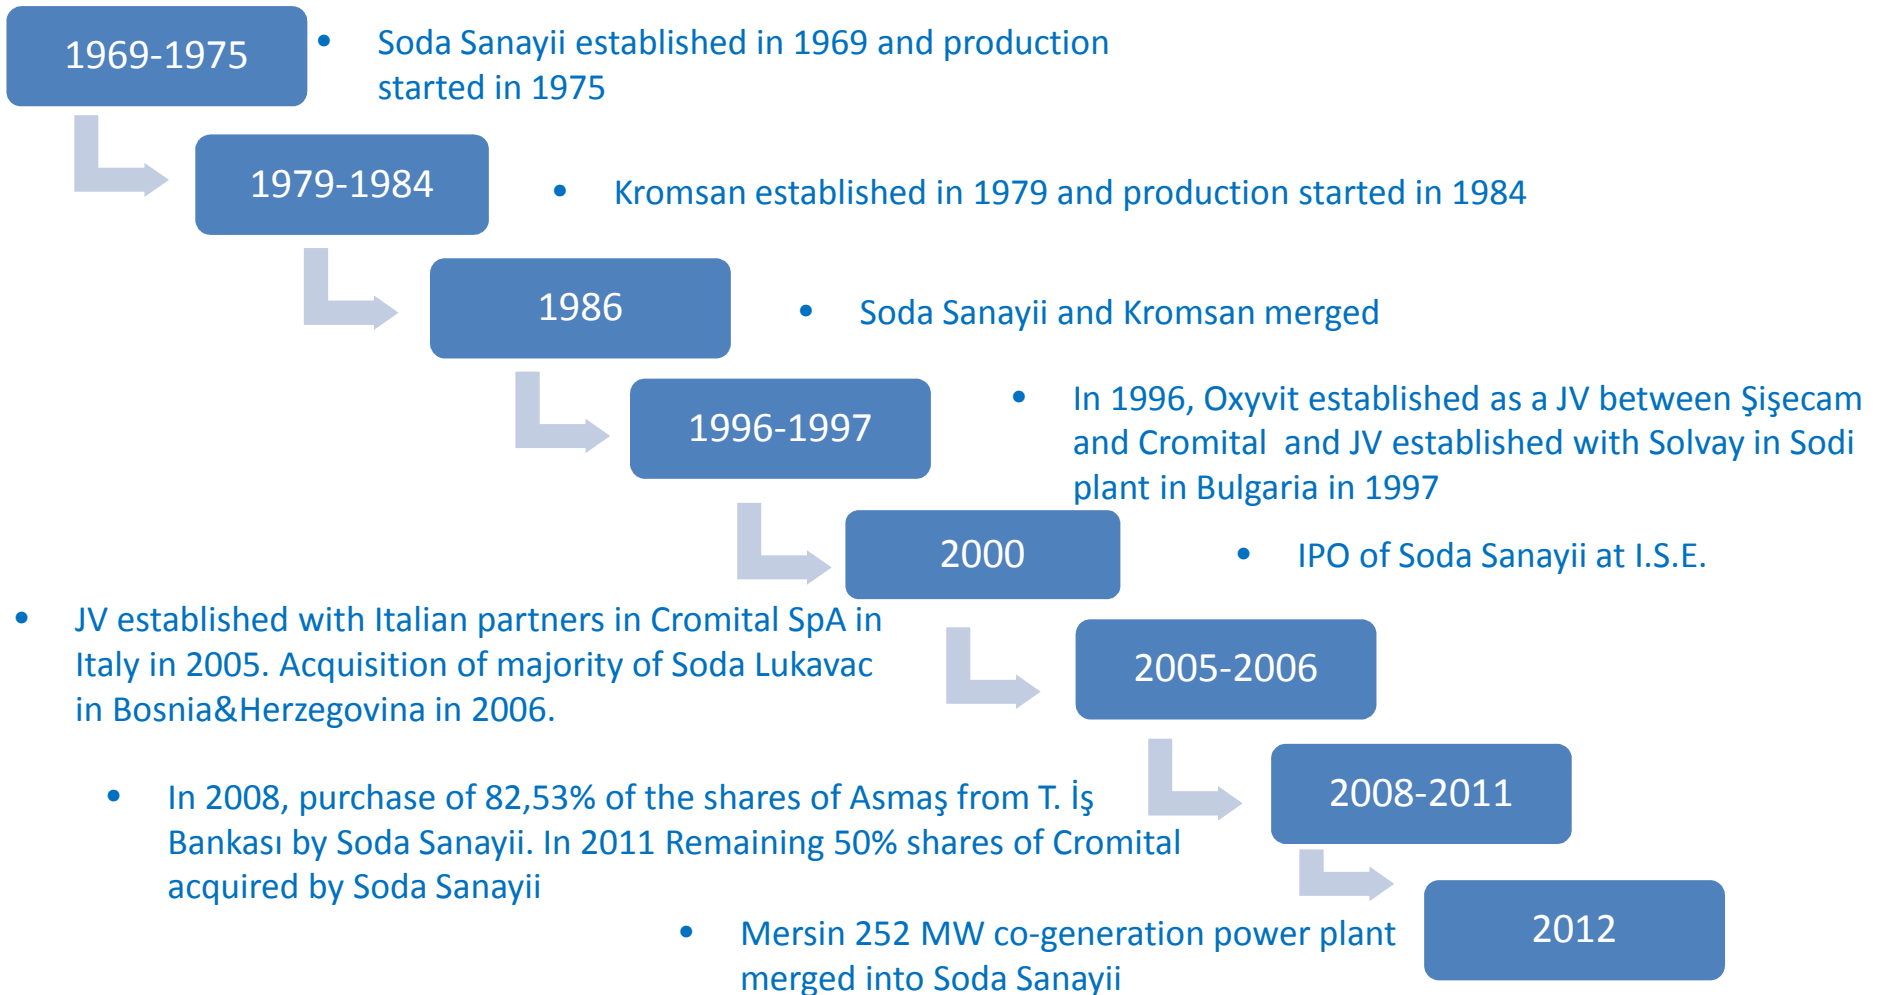 1969-1975
• Soda Sanayii established in 1969 and production
started in 1975
1979-1984
• Kromsan established in 1979 and production started in 1984
1986
• Soda Sanayii and Kromsan merged
1996-1997
• In 1996, Oxyvit established as a JV between Şişecam
and Cromital  and JV established with Solvay in Sodi
plant in Bulgaria in 1997
2000
• IPO of Soda Sanayii at I.S.E.
2005-2006
• JV established with Italian partners in Cromital SpA in
Italy in 2005. Acquisition of majority of Soda Lukavac
in Bosnia&Herzegovina in 2006.
2008-2011
• In 2008, purchase of 82,53% of the shares of Asmaş from T. İş
Bankası by Soda Sanayii. In 2011 Remaining 50% shares of Cromital
acquired by Soda Sanayii
2012
• Mersin 252 MW co-generation power plant
merged into Soda Sanayii